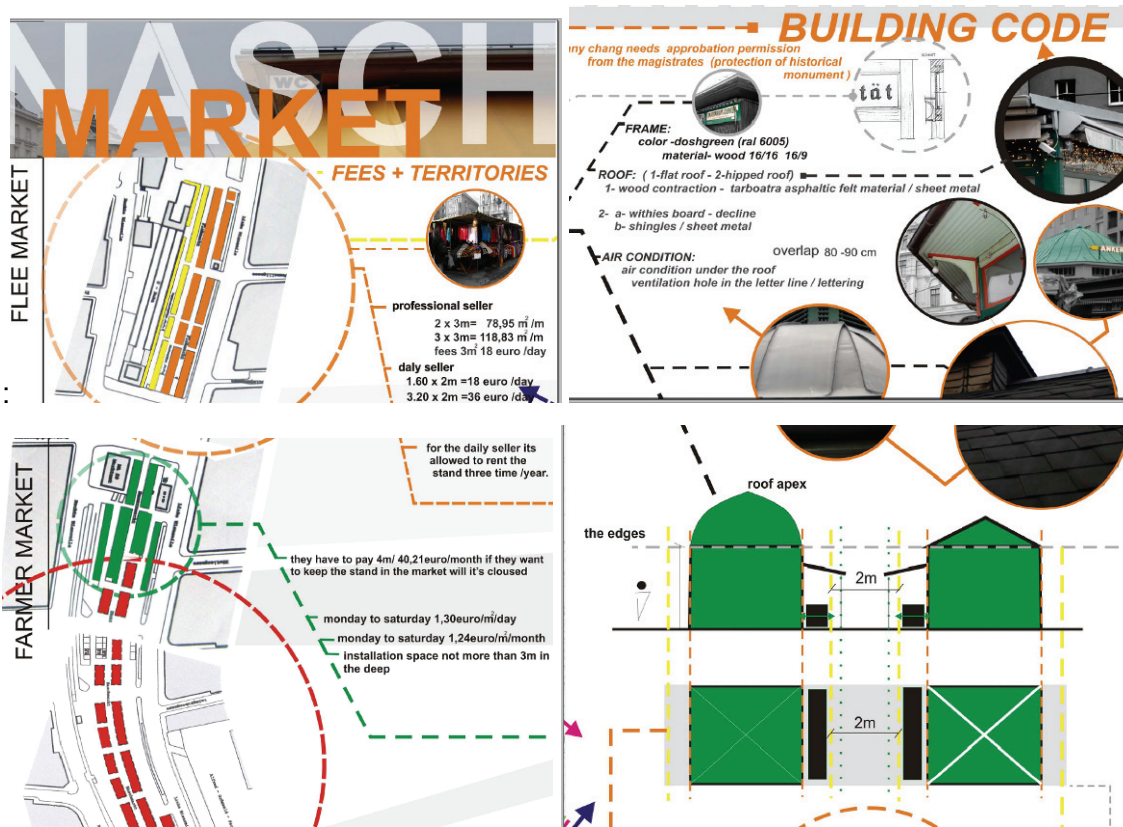 NASCH
MARKET
WC
FEES + TERRITORIES
FLEE MARKET
professional seller
2 x 3m= 78,95 m²/m
3 x 3m= 118,83 m²/m
fees 3m² 18 euro /day
daly seller
1.60 x 2m =18 euro /day
3.20 x 2m =36 euro /day
BUILDING CODE
ny chang needs approbation permission
from the magistrates (protection of historical
monument )
tät
FRAME:
color -doshgreen (ral 6005)
material- wood 16/16 16/9
ROOF: ( 1-flat roof - 2-hipped roof)
1- wood contraction - tarboatra asphaltic felt material / sheet metal
2- a- withies board - decline
b- shingles / sheet metal
overlap 80 -90 cm
AIR CONDITION:
air condition under the roof
ventilation hole in the letter line / lettering
ANKER
FARMER MARKET
for the daily seller its
allowed to rent the
stand three time /year.
they have to pay 4m/ 40,21euro/month if they want
to keep the stand in the market will it's cloused
monday to saturday 1,30euro/m²/day
monday to saturday 1,24euro/m²/month
installation space not more than 3m in
the deep
roof apex
the edges
2m
2m